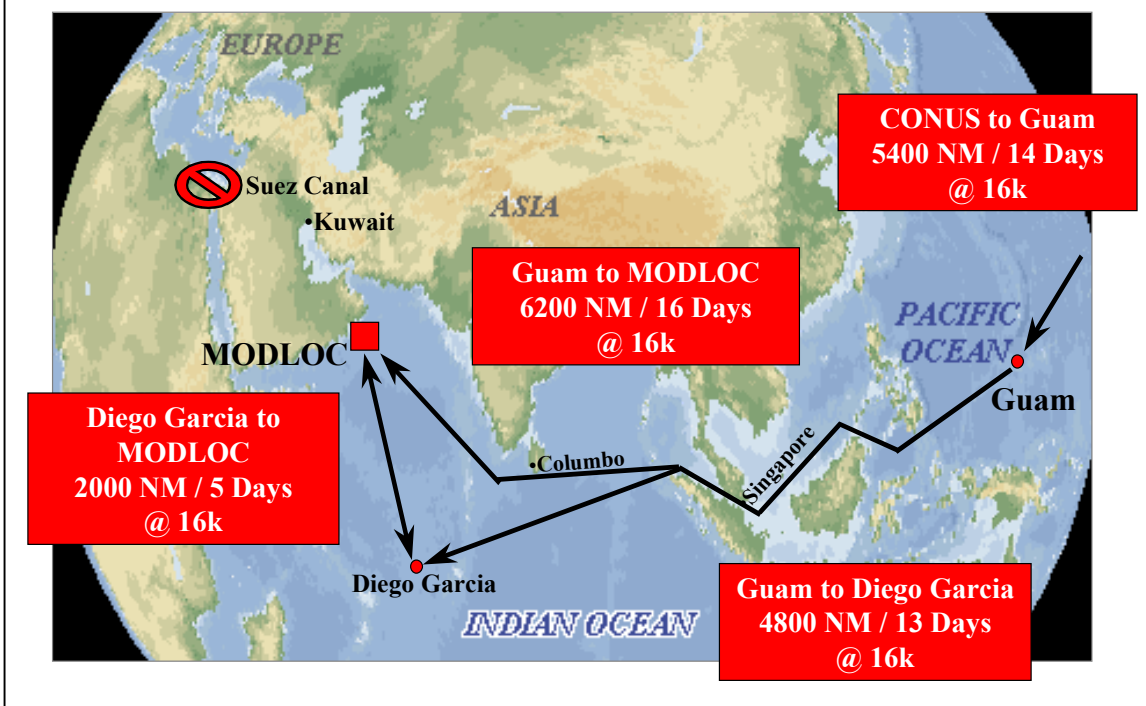 EUROPE
CONUS to Guam
5400 NM / 14 Days
@ 16k
Suez Canal
•Kuwait
ASIA
Guam to MODLOC
6200 NM / 16 Days
@ 16k
PACIFIC
OCEAN
MODLOC
Guam
Diego Garcia to
MODLOC
2000 NM / 5 Days
@ 16k
•Columbo
Singapore
Diego Garcia
INDIAN OCEAN
Guam to Diego Garcia
4800 NM / 13 Days
@ 16k